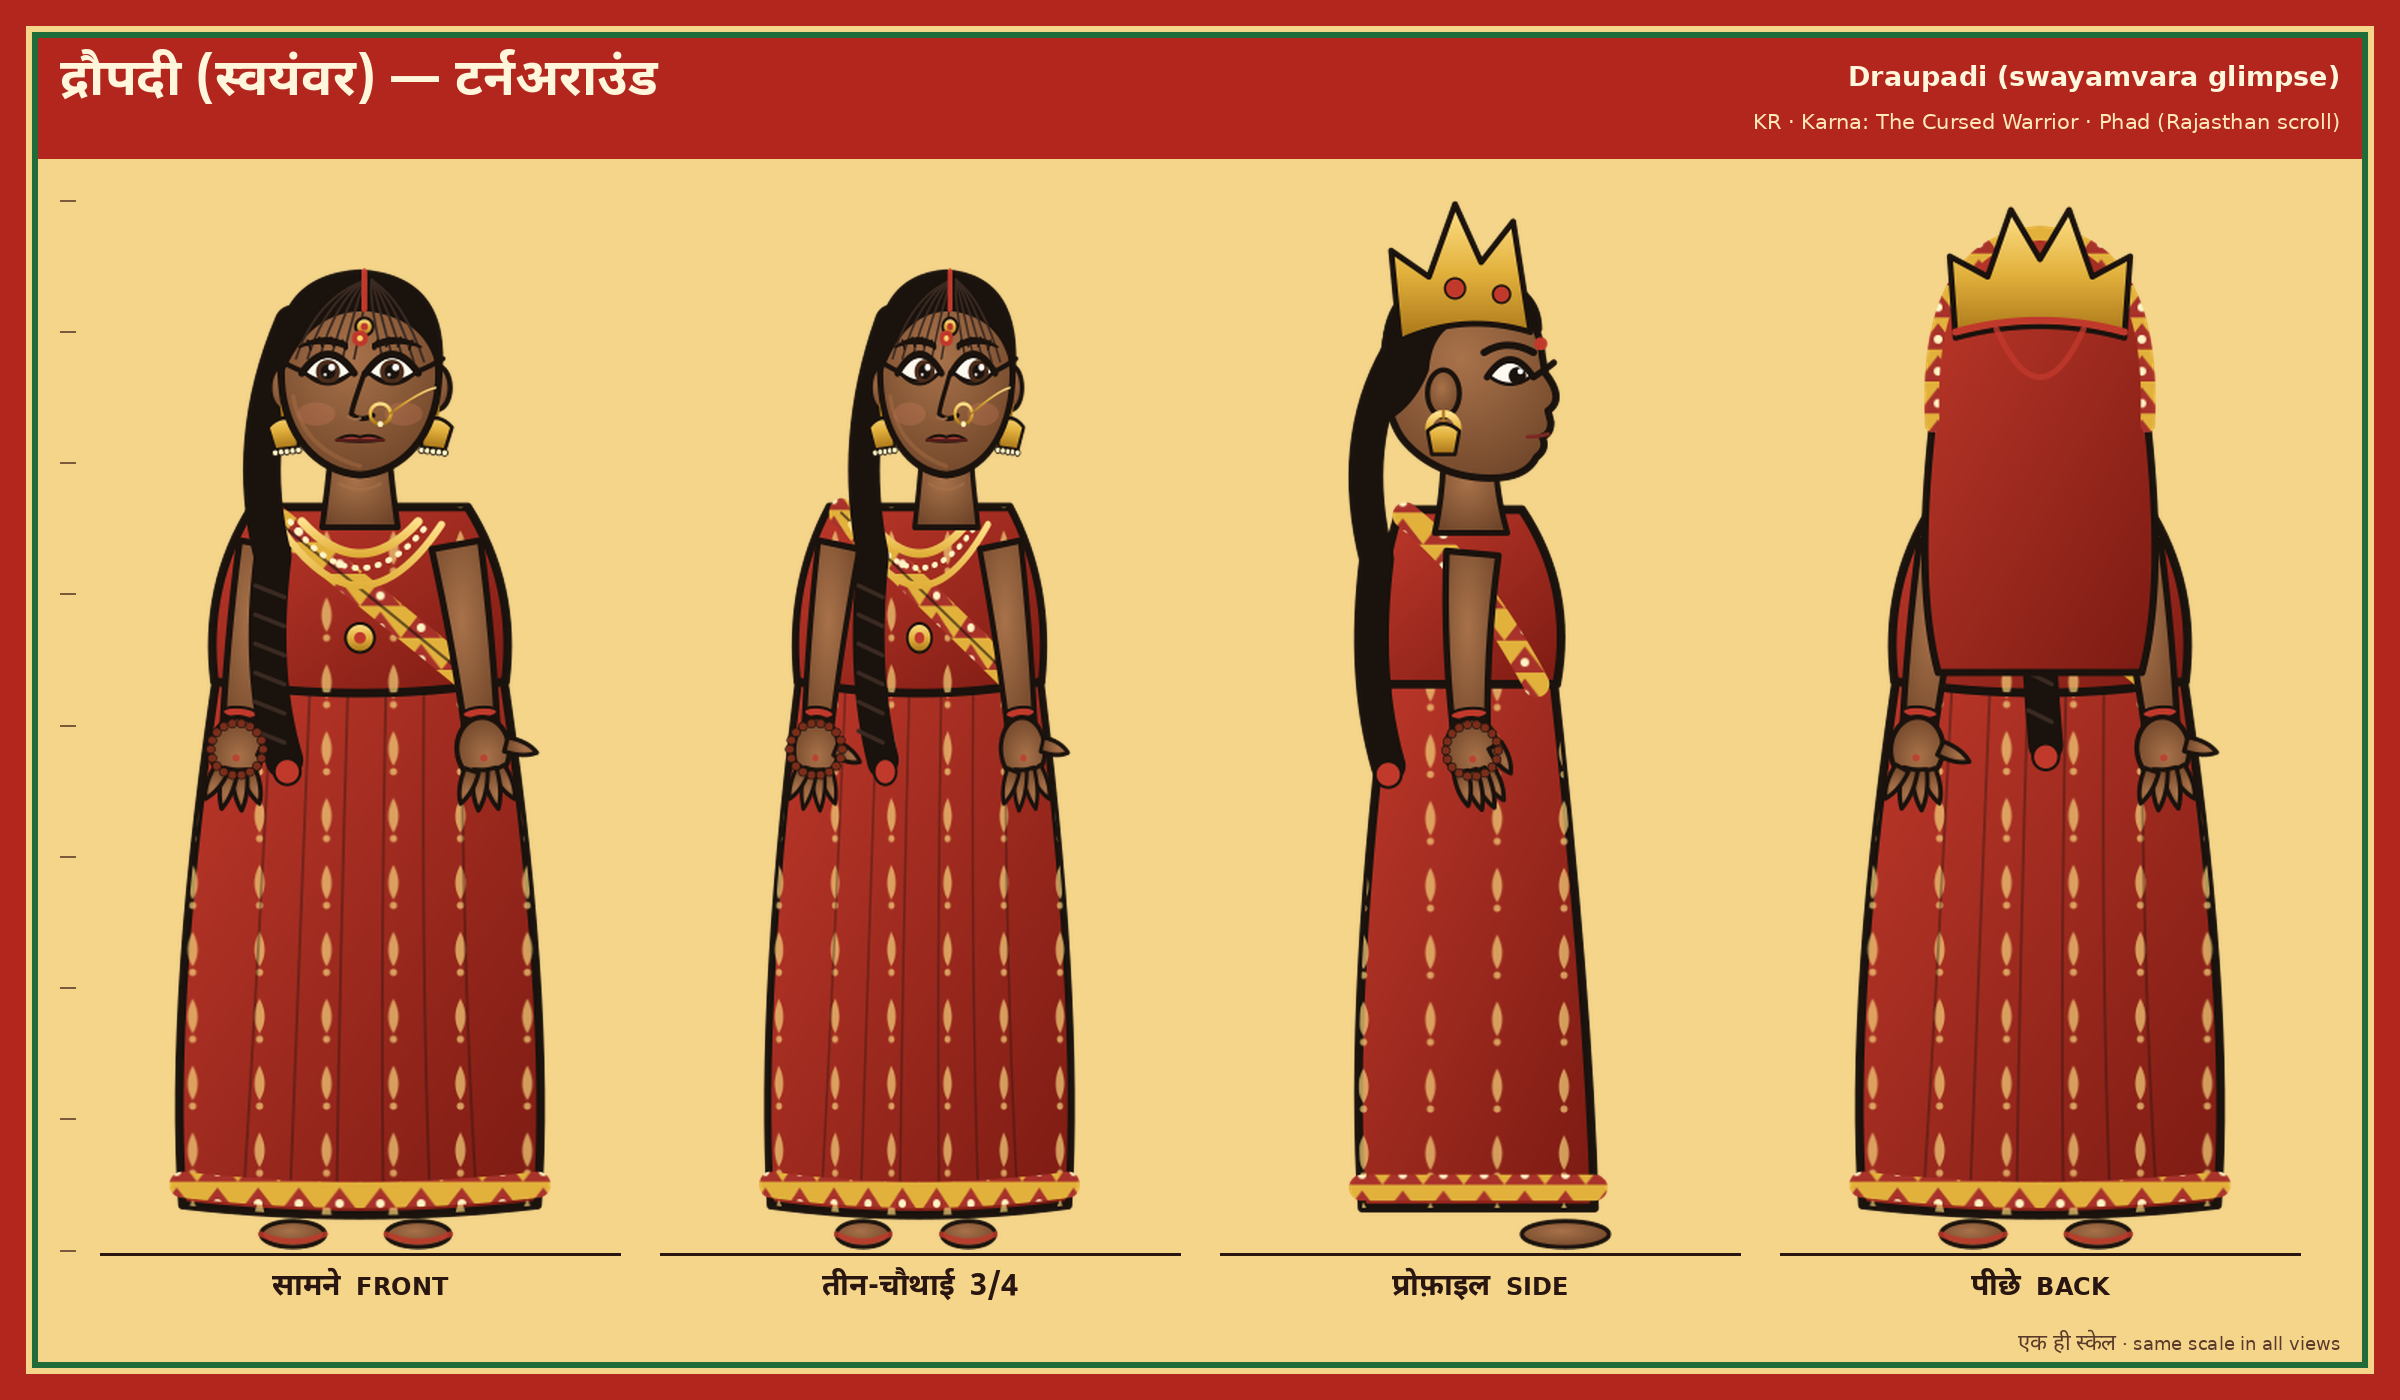 द्रौपदी (स्वयंवर) — टर्नअराउंड
Draupadi (swayamvara glimpse)
KR · Karna: The Cursed Warrior · Phad (Rajasthan scroll)
सामने FRONT
तीन-चौथाई 3/4
प्रोफ़ाइल SIDE
पीछे BACK
एक ही स्केल · same scale in all views